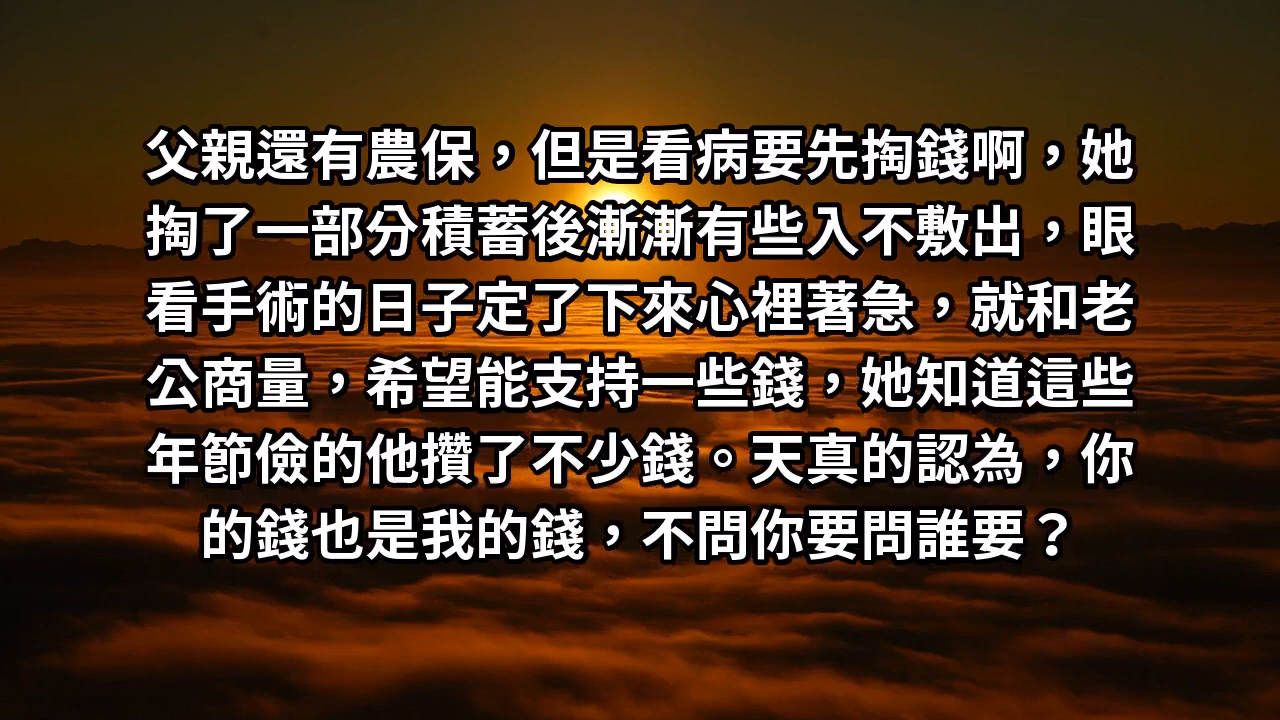 父親還有農保，但是看病要先掏錢啊，她
掏了一部分積蓄後漸漸有些入不敷出，眼
看手術的日子定了下來心裡著急，就和老
公商量，希望能支持一些錢，她知道這些
年節儉的他攢了不少錢。天真的認為，你
的錢也是我的錢，不問你要問誰要？